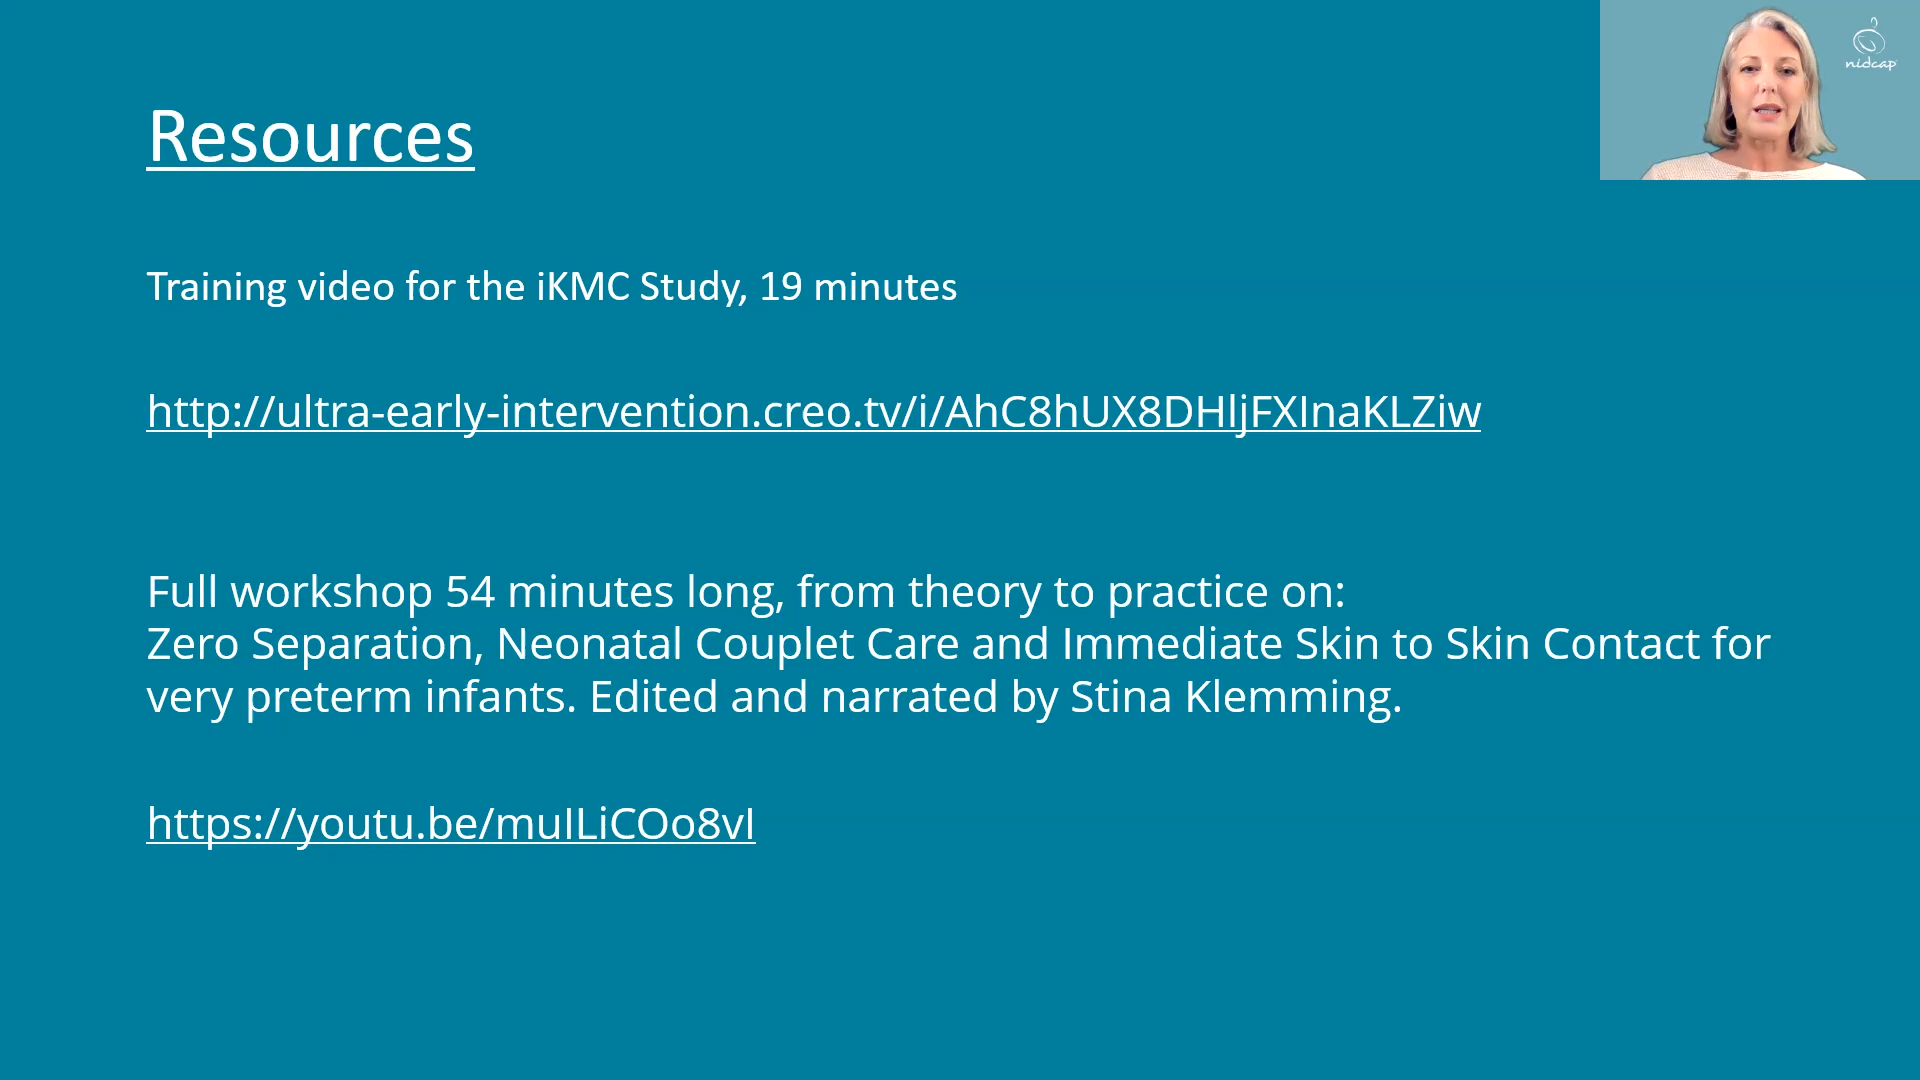 nidcap
Resources
Training video for the iKMC Study, 19 minutes
http://ultra-early-intervention.creo.tv/i/AhC8hUX8DHljFXInaKLZiw
Full workshop 54 minutes long, from theory to practice on:
Zero Separation, Neonatal Couplet Care and Immediate Skin to Skin Contact for
very preterm infants. Edited and narrated by Stina Klemming.
https://youtu.be/muILiCOo8vI